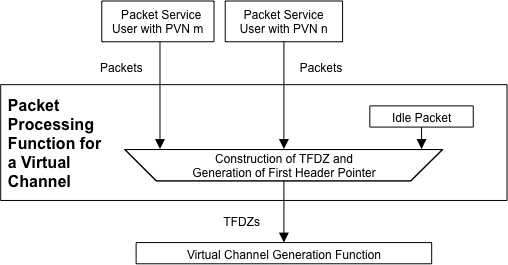 Packet Service
User with PVN m
Packet Service
User with PVN n
Packets
Packets
Packet
Processing
Function for
a Virtual
Channel
Idle Packet
Construction of TFDZ and
Generation of First Header Pointer
TFDZs
Virtual Channel Generation Function